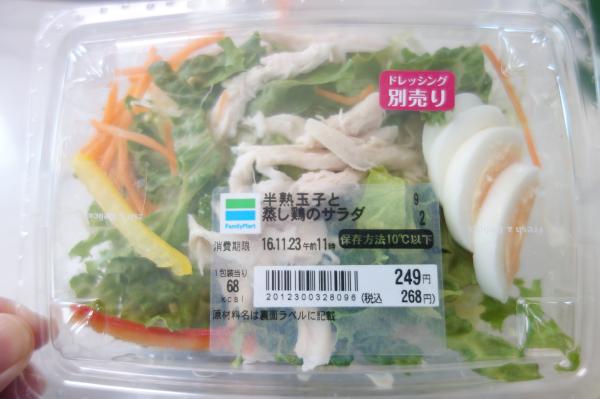 ドレッシング
別売り
半熟玉子と
蒸し鶏のサラダ
FamilyMart
9
2
消費期限 16.11.23 午前11時 保存方法10℃以下
1包装当り
68
kcal
249円
2012300328096 (税込 268円)
原材料名は裏面ラベルに記載